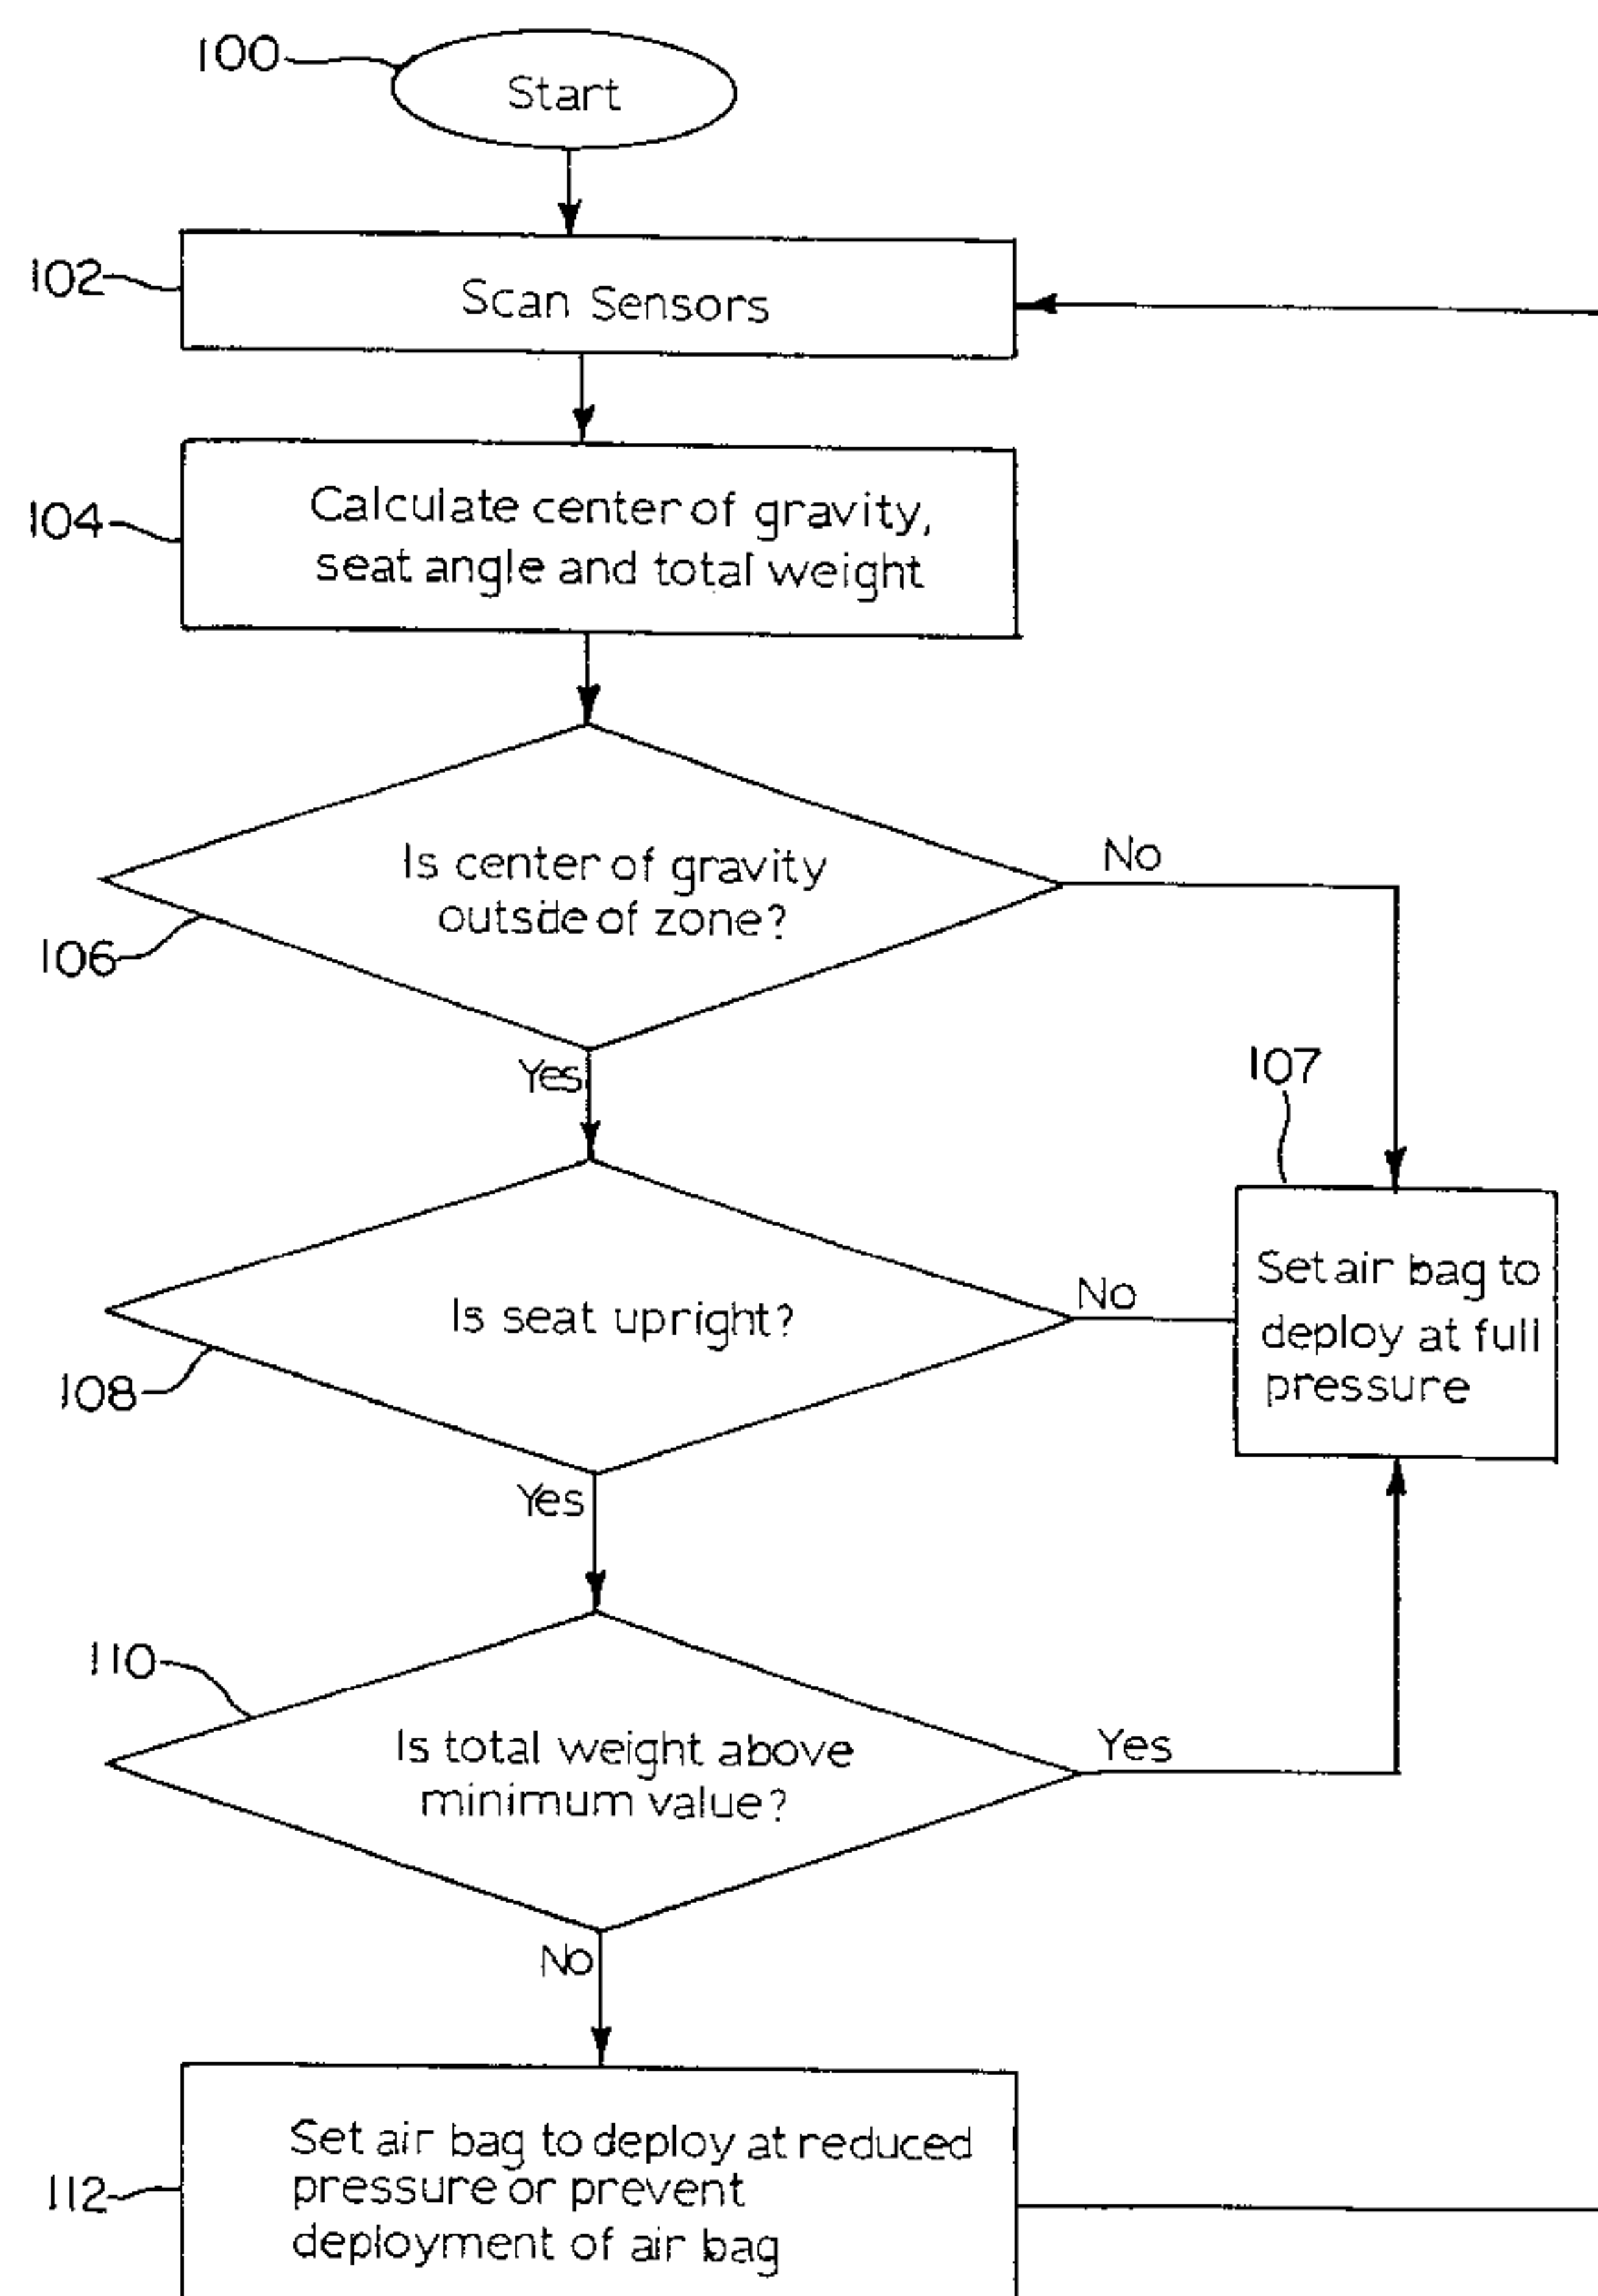 100
Start
102
Scan Sensors
104
Calculate center of gravity,
seat angle and total weight
Is center of gravity
outside of zone?
No
106
Yes
107
Set air bag to
deploy at full
pressure
Is seat upright?
No
108
Yes
110
Is total weight above
minimum value?
Yes
No
Set air bag to deploy at reduced
pressure or prevent
deployment of air bag
112